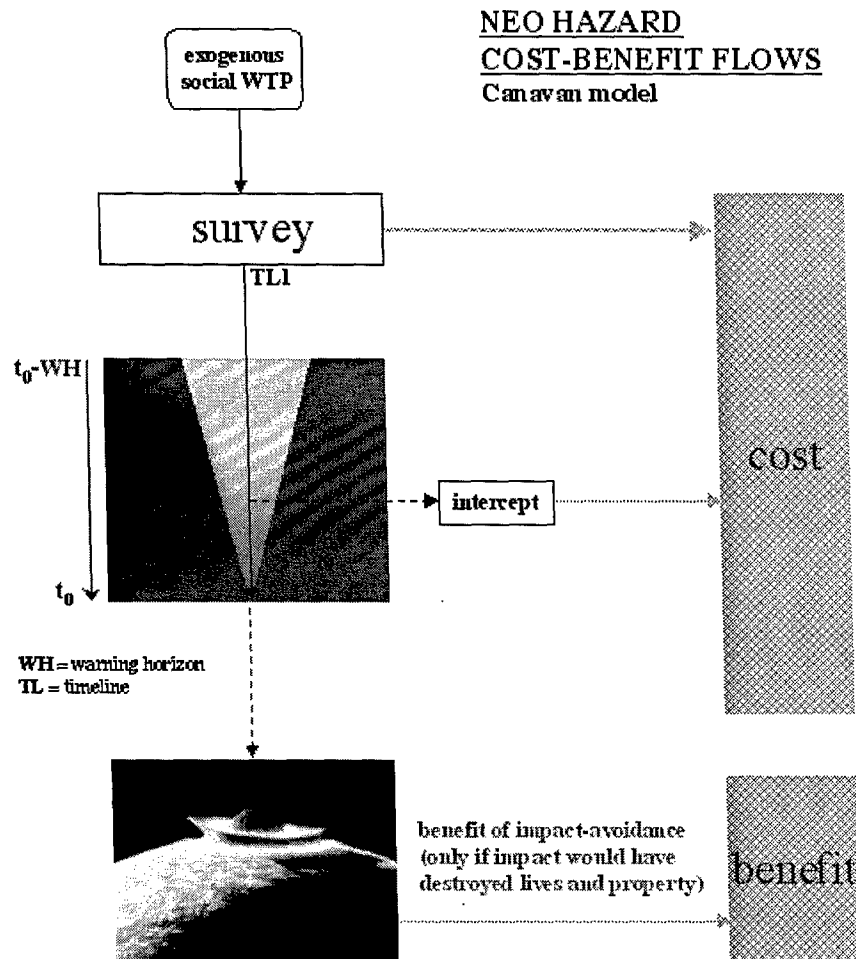 NEO HAZARD
COST-BENEFIT FLOWS
Canavan model
exogenous
social WTP
survey
TL1
t₀-WH
cost
intercept
t₀
WH = warning horizon
TL = timeline
benefit of impact-avoidance
(only if impact would have
destroyed lives and property)
benefit